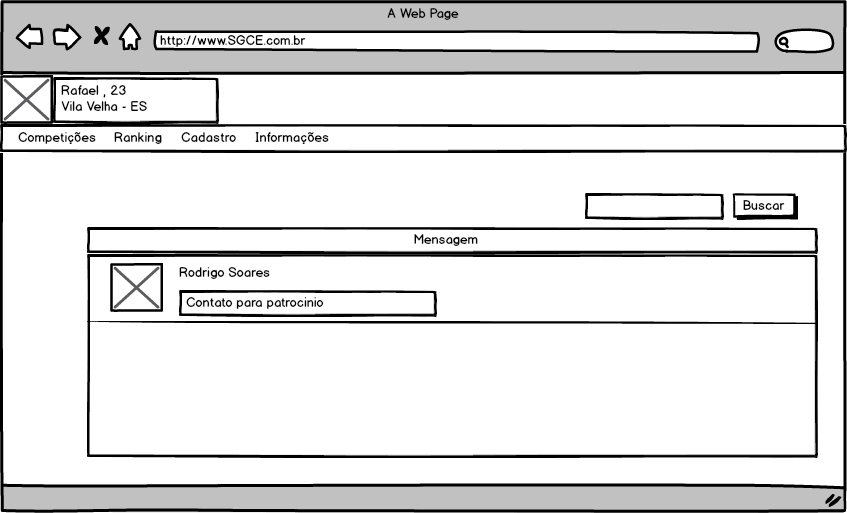 A Web Page
http://www.SGCE.com.br
Rafael , 23
Vila Velha - ES
Competições Ranking Cadastro Informações
Buscar
Mensagem
Rodrigo Soares
Contato para patrocinio